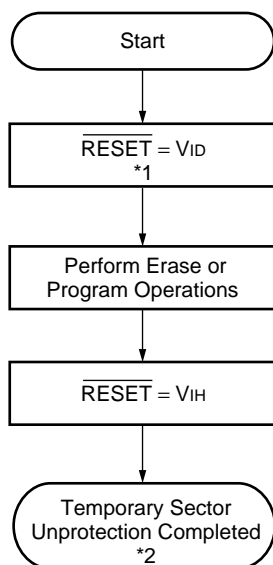 Start
RESET = VID
*1
Perform Erase or
Program Operations
RESET = VIH
Temporary Sector
Unprotection Completed
*2